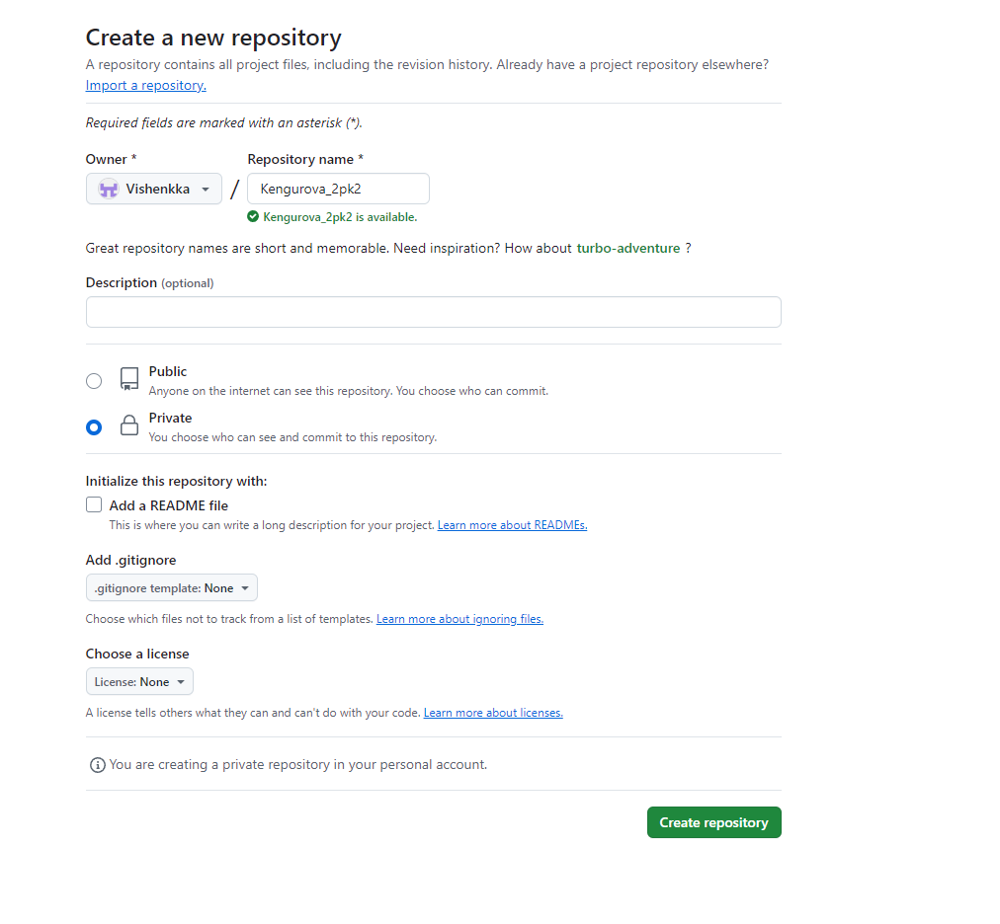 Create a new repository
A repository contains all project files, including the revision history. Already have a project repository elsewhere?
Import a repository.
Required fields are marked with an asterisk (*).
Owner * Repository name *
Vishenkka / Kengurova_2pk2
Kengurova_2pk2 is available.
Great repository names are short and memorable. Need inspiration? How about turbo-adventure ?
Description (optional)
Public
Anyone on the internet can see this repository. You choose who can commit.
Private
You choose who can see and commit to this repository.
Initialize this repository with:
Add a README file
This is where you can write a long description for your project. Learn more about READMEs.
Add .gitignore
.gitignore template: None
Choose which files not to track from a list of templates. Learn more about ignoring files.
Choose a license
License: None
A license tells others what they can and can't do with your code. Learn more about licenses.
You are creating a private repository in your personal account.
Create repository